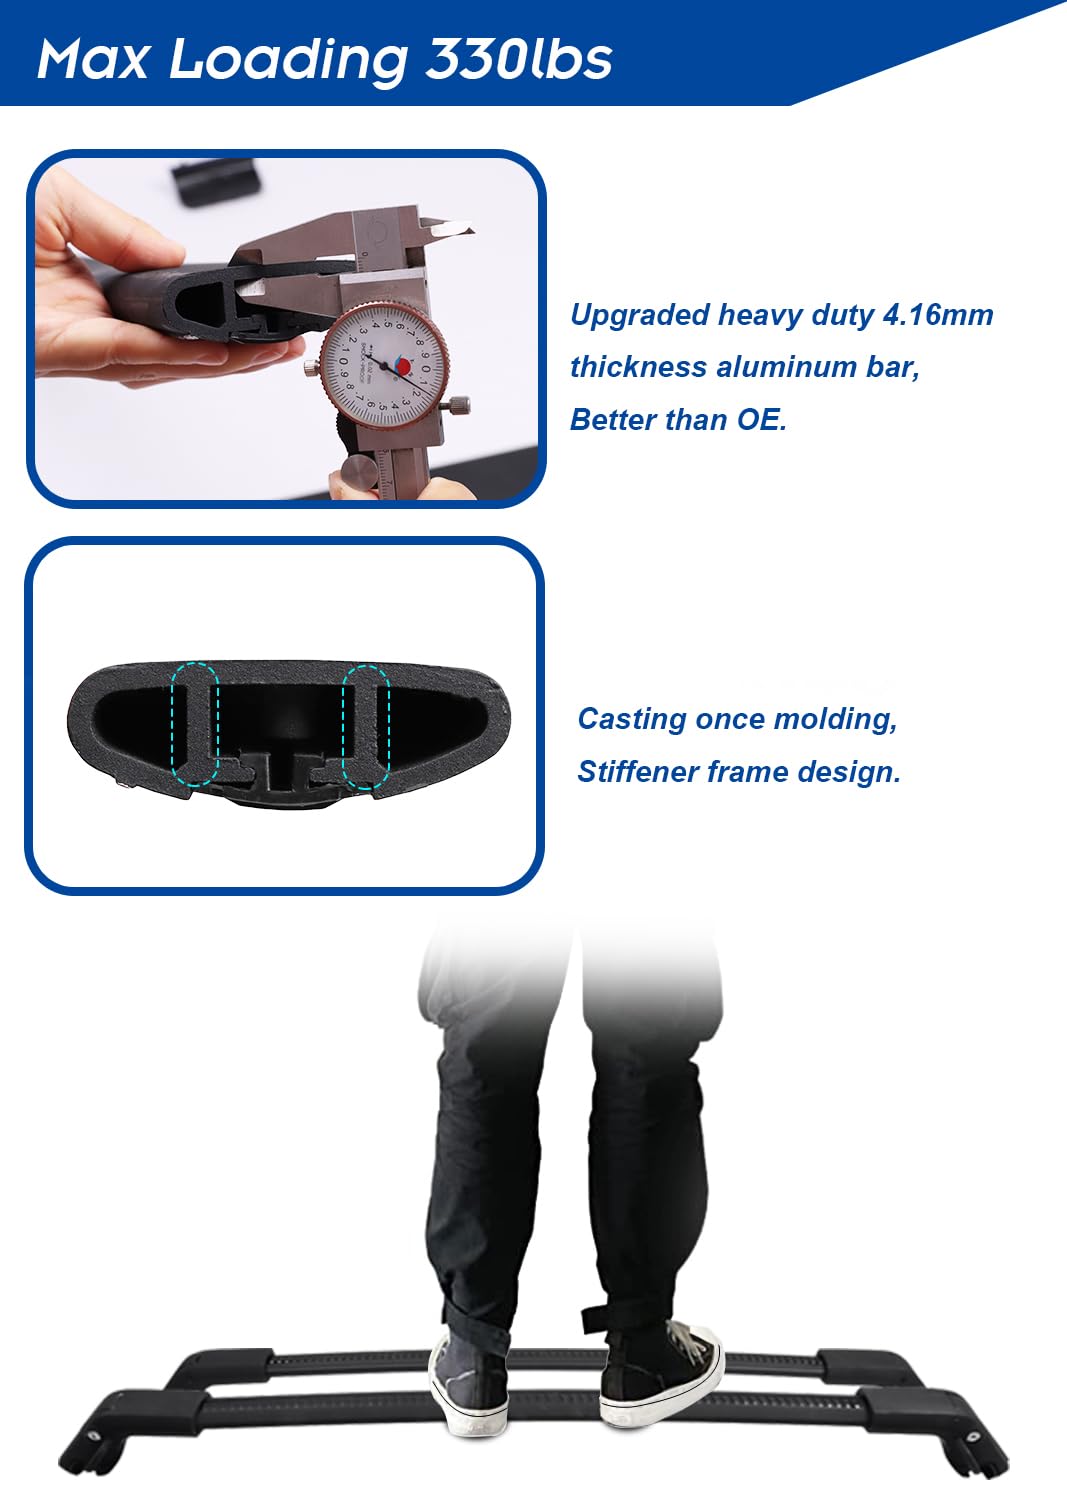 Max Loading 330lbs
Upgraded heavy duty 4.16mm
thickness aluminum bar,
Better than OE.
Casting once molding,
Stiffener frame design.